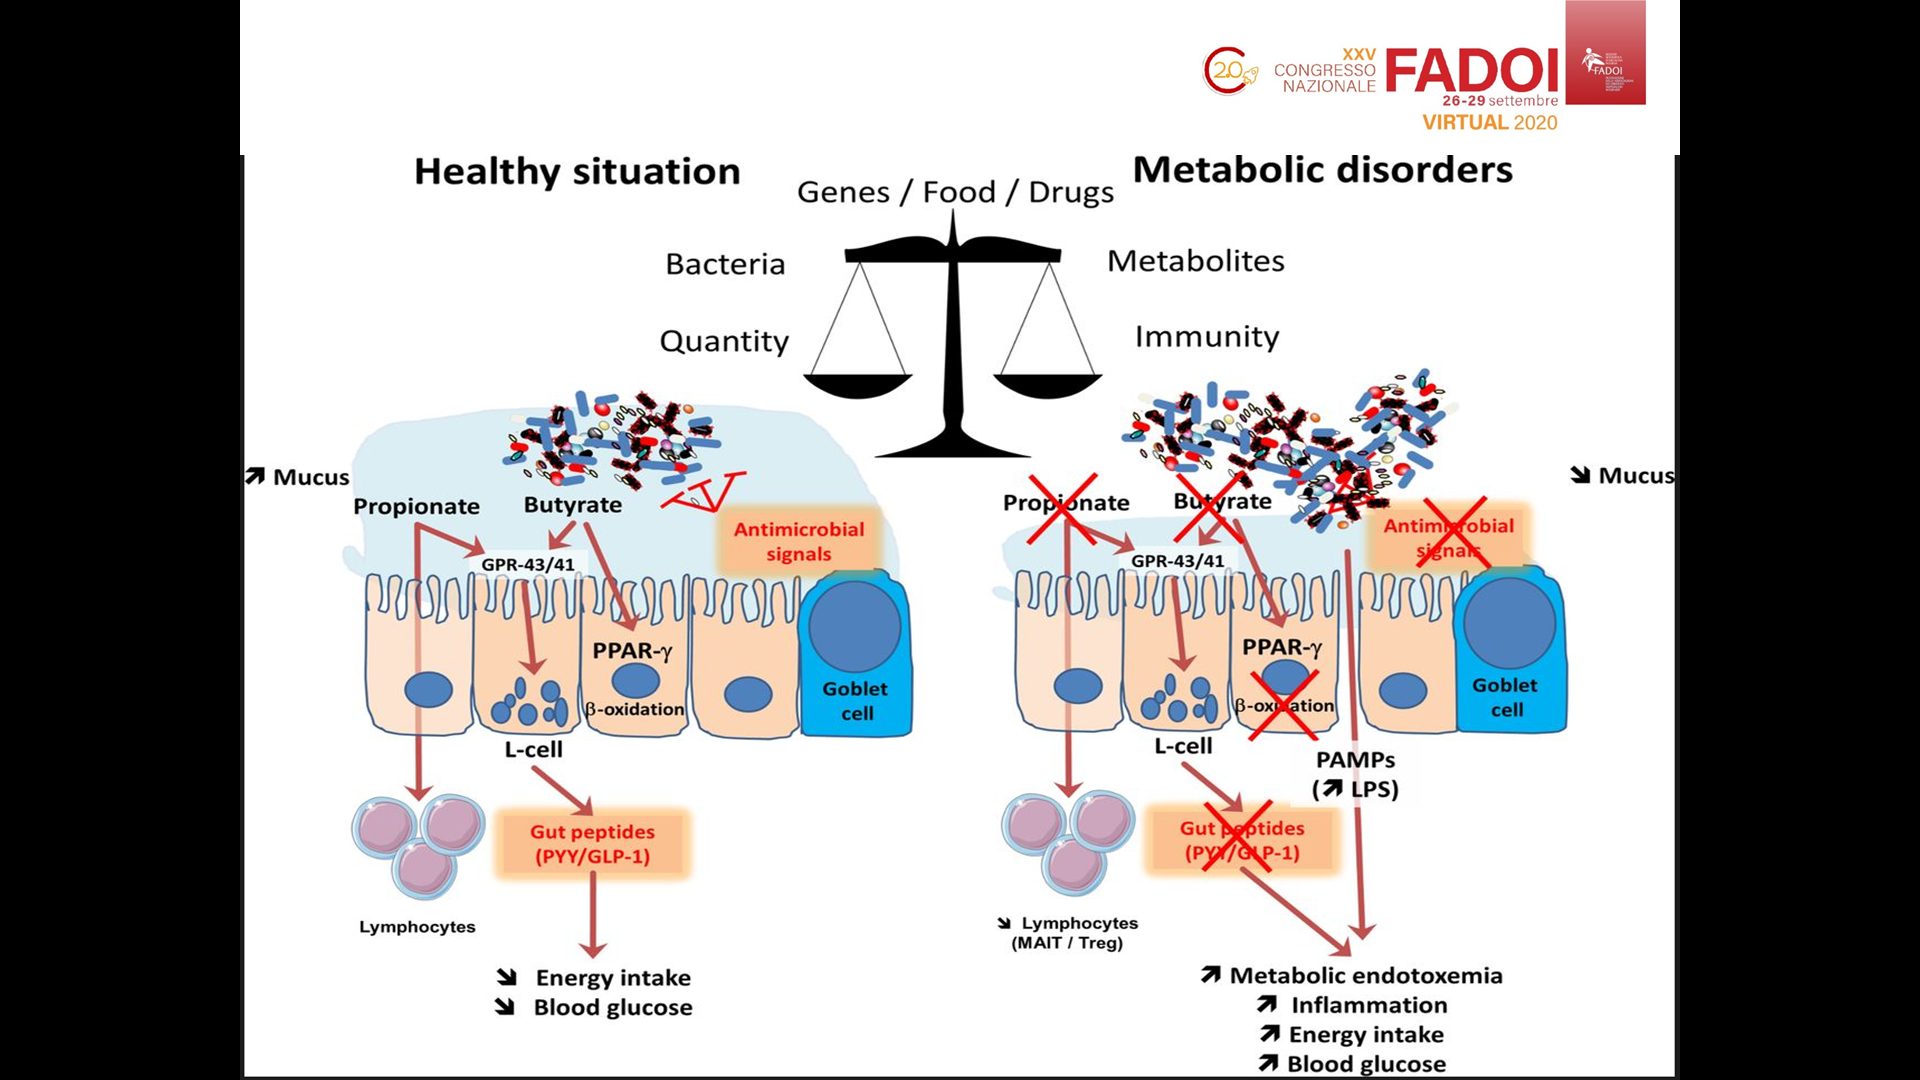 2.0
XXV
CONGRESSO
NAZIONALE
FADOI
26-29 settembre
VIRTUAL 2020
FADOI
Healthy situation
Genes / Food / Drugs
Metabolic disorders
Bacteria
Metabolites
Quantity
Immunity
↗ Mucus
Propionate
Butyrate
Antimicrobial
signals
GPR-43/41
PPAR-γ
β-oxidation
Goblet
cell
L-cell
Gut peptides
(PYY/GLP-1)
Lymphocytes
↘ Energy intake
↘ Blood glucose
↘ Mucus
Propionate
Butyrate
Antimicrobial
signals
GPR-43/41
PPAR-γ
β-oxidation
Goblet
cell
L-cell
PAMPs
(↗ LPS)
Gut peptides
(PYY/GLP-1)
↘ Lymphocytes
(MAIT / Treg)
↗ Metabolic endotoxemia
↗ Inflammation
↗ Energy intake
↗ Blood glucose